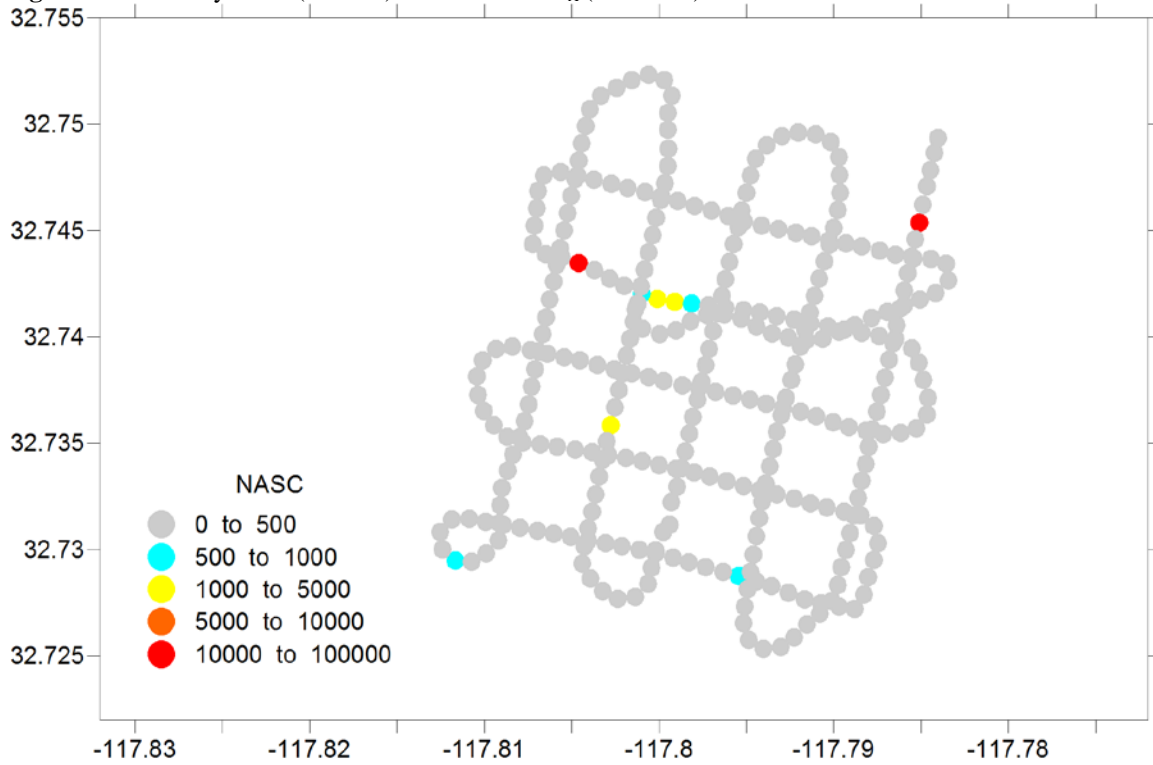 32.755
32.75
32.745
32.74
32.735
32.73
32.725
NASC
0 to 500
500 to 1000
1000 to 5000
5000 to 10000
10000 to 100000
-117.83 -117.82 -117.81 -117.8 -117.79 -117.78